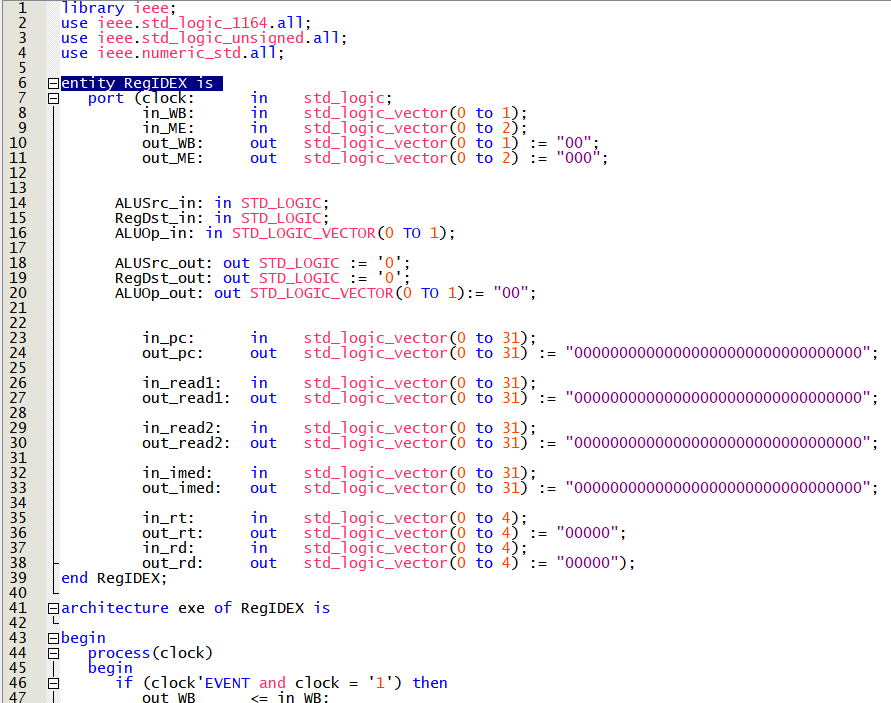 1 library ieee;
2 use ieee.std_logic_1164.all;
3 use ieee.std_logic_unsigned.all;
4 use ieee.numeric_std.all;
5
6 entity RegIDEX is
7 port (clock: in std_logic;
8 in_WB: in std_logic_vector(0 to 1);
9 in_ME: in std_logic_vector(0 to 2);
10 out_WB: out std_logic_vector(0 to 1) := "00";
11 out_ME: out std_logic_vector(0 to 2) := "000";
12
13
14 ALUSrc_in: in STD_LOGIC;
15 RegDst_in: in STD_LOGIC;
16 ALUOp_in: in STD_LOGIC_VECTOR(0 TO 1);
17
18 ALUSrc_out: out STD_LOGIC := '0';
19 RegDst_out: out STD_LOGIC := '0';
20 ALUOp_out: out STD_LOGIC_VECTOR(0 TO 1):= "00";
21
22
23 in_pc: in std_logic_vector(0 to 31);
24 out_pc: out std_logic_vector(0 to 31) := "00000000000000000000000000000000";
25
26 in_read1: in std_logic_vector(0 to 31);
27 out_read1: out std_logic_vector(0 to 31) := "00000000000000000000000000000000";
28
29 in_read2: in std_logic_vector(0 to 31);
30 out_read2: out std_logic_vector(0 to 31) := "00000000000000000000000000000000";
31
32 in_imed: in std_logic_vector(0 to 31);
33 out_imed: out std_logic_vector(0 to 31) := "00000000000000000000000000000000";
34
35 in_rt: in std_logic_vector(0 to 4);
36 out_rt: out std_logic_vector(0 to 4) := "00000";
37 in_rd: in std_logic_vector(0 to 4);
38 out_rd: out std_logic_vector(0 to 4) := "00000");
39 end RegIDEX;
40
41 architecture exe of RegIDEX is
42
43 begin
44 process(clock)
45 begin
46 if (clock'EVENT and clock = '1') then
47 out_WB <= in_WB;